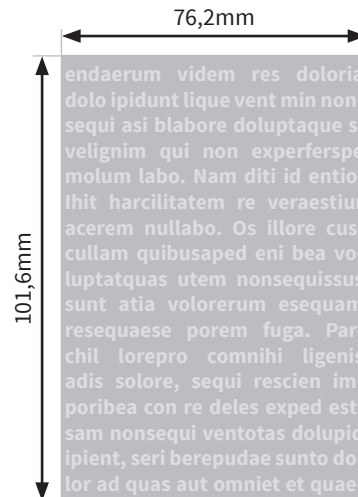 76,2mm
101,6mm
endaerum videm res doloria
dolo ipidunt lique vent min non
sequi asi blabore doluptaque s
velignim qui non experferspe
molum labo. Nam diti id entio
Ihit harcilitatem re veraestiu
acerem nullabo. Os illore cus
cullam quibusaped eni bea vo
luptatquas utem nonsequissus
sunt atia volorerum esequam
resequaese porem fuga. Par
chil lorepro comnihi ligenis
adis solore, sequi rescien im
poribea con re deles exped est
sam nonsequi ventotas dolupic
ipient, seri berepudae sunto do
lor ad quas aut omniet et quae